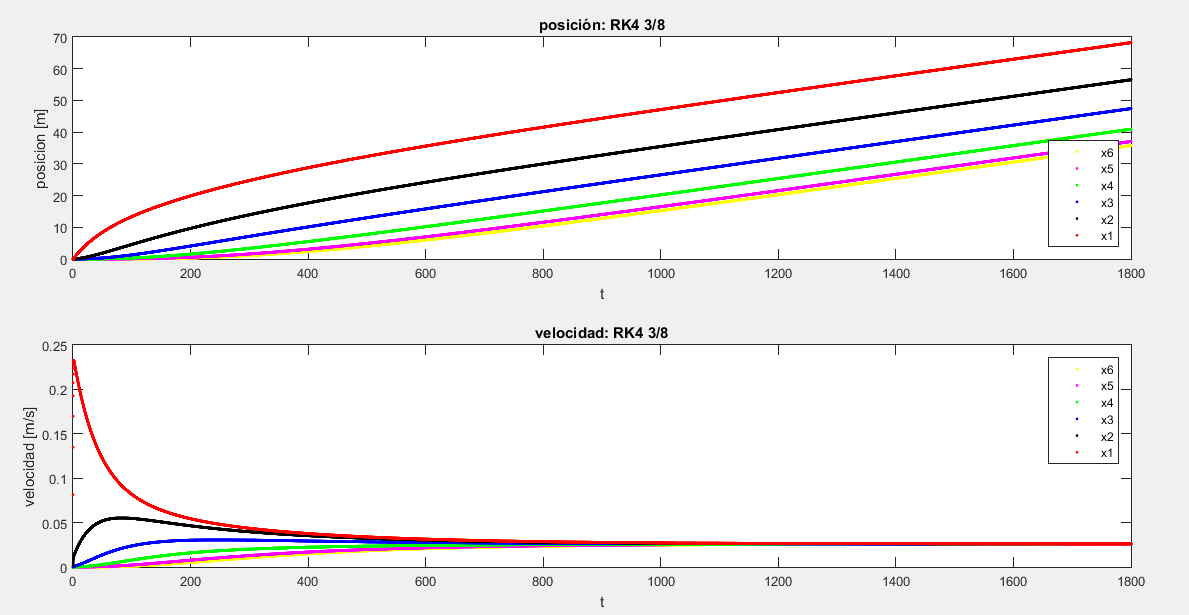 posición: RK4 3/8
posicion [m]
70
60
50
40
30
20
10
0
0 200 400 600 800 1000 1200 1400 1600 1800
t
x6
x5
x4
x3
x2
x1
velocidad: RK4 3/8
velocidad [m/s]
0.25
0.2
0.15
0.1
0.05
0
0 200 400 600 800 1000 1200 1400 1600 1800
t
x6
x5
x4
x3
x2
x1